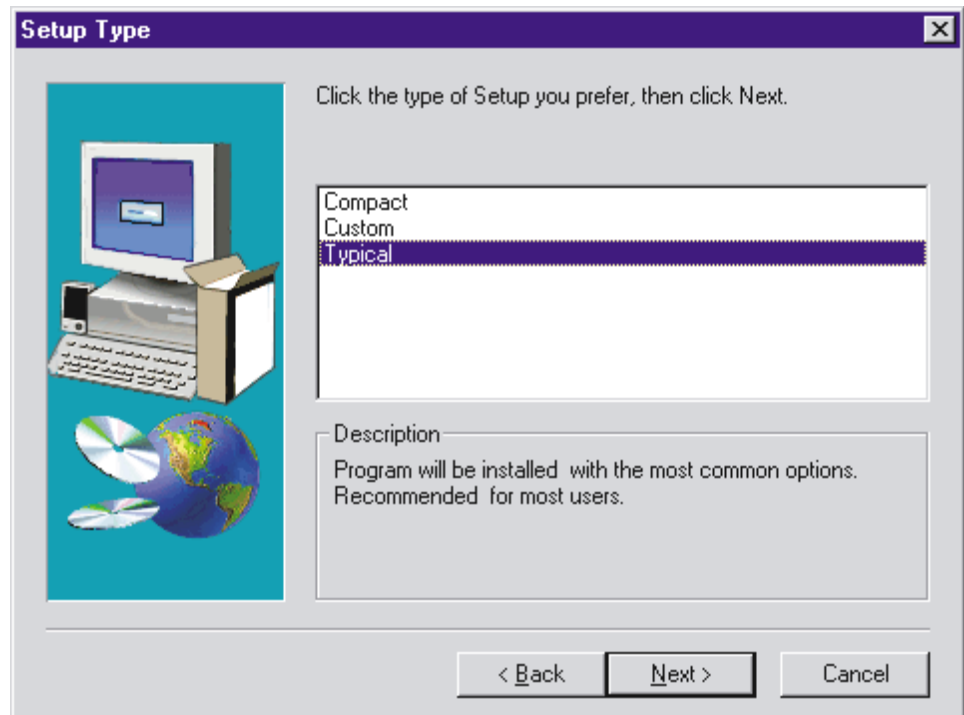 Setup Type
Click the type of Setup you prefer, then click Next.
Compact
Custom
Typical
Description
Program will be installed  with the most common options.
Recommended  for most users.
< Back
Next >
Cancel